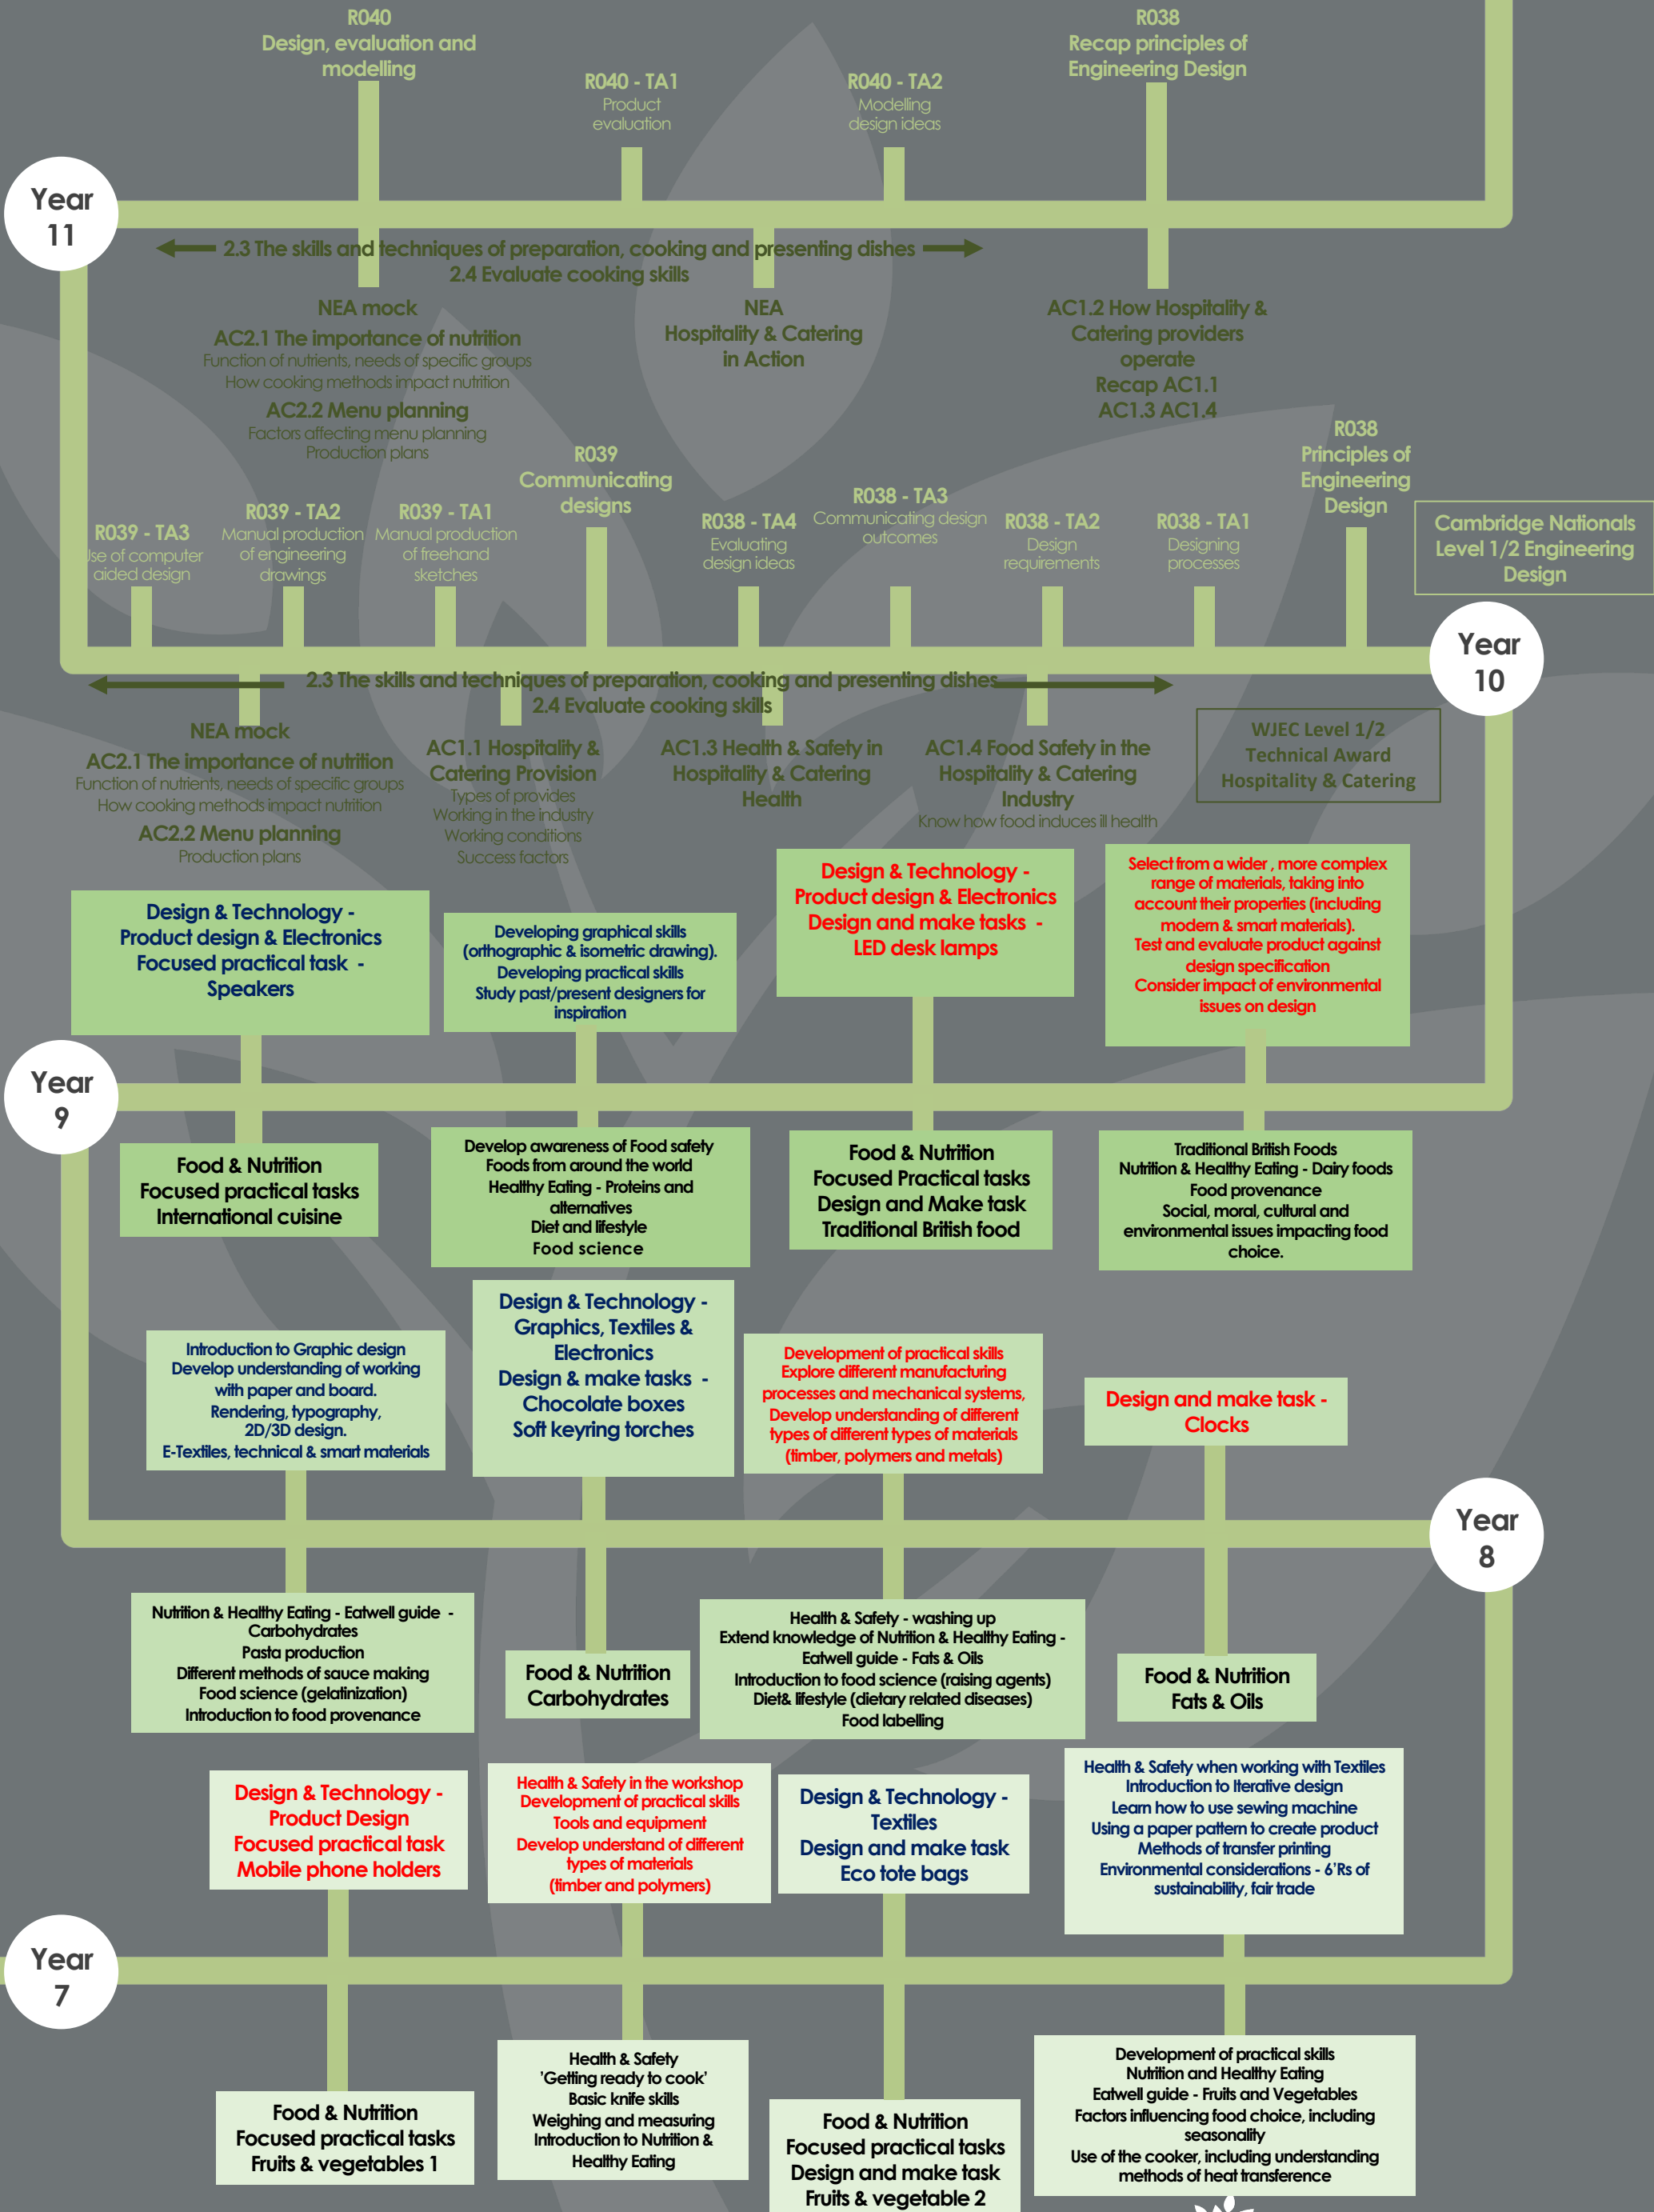 R040
Design, evaluation and
modelling
R040 - TA1
Product
evaluation
R040 - TA2
Modelling
design ideas
R038
Recap principles of
Engineering Design
Year
11
2.3 The skills and techniques of preparation, cooking and presenting dishes
2.4 Evaluate cooking skills
NEA mock
AC2.1 The importance of nutrition
Function of nutrients, needs of specific groups
How cooking methods impact nutrition
AC2.2 Menu planning
Factors affecting menu planning
Production plans
NEA
Hospitality & Catering
in Action
AC1.2 How Hospitality &
Catering providers
operate
Recap AC1.1
AC1.3 AC1.4
R039 - TA3
Use of computer
aided design
R039 - TA2
Manual production
of engineering
drawings
R039 - TA1
Manual production
of freehand
sketches
R039
Communicating
designs
R038 - TA4
Evaluating
design ideas
R038 - TA3
Communicating design
outcomes
R038 - TA2
Design
requirements
R038 - TA1
Designing
processes
R038
Principles of
Engineering
Design
Cambridge Nationals
Level 1/2 Engineering
Design
Year
10
2.3 The skills and techniques of preparation, cooking and presenting dishes
2.4 Evaluate cooking skills
NEA mock
AC2.1 The importance of nutrition
Function of nutrients, needs of specific groups
How cooking methods impact nutrition
AC2.2 Menu planning
Production plans
AC1.1 Hospitality &
Catering Provision
Types of provides
Working in the industry
Working conditions
Success factors
AC1.3 Health & Safety in
Hospitality & Catering
Health
AC1.4 Food Safety in the
Hospitality & Catering
Industry
Know how food induces ill health
WJEC Level 1/2
Technical Award
Hospitality & Catering
Design & Technology -
Product design & Electronics
Focused practical task -
Speakers
Developing graphical skills
(orthographic & isometric drawing).
Developing practical skills
Study past/present designers for
inspiration
Design & Technology -
Product design & Electronics
Design and make tasks -
LED desk lamps
Select from a wider , more complex
range of materials, taking into
account their properties (including
modern & smart materials).
Test and evaluate product against
design specification
Consider impact of environmental
issues on design
Year
9
Food & Nutrition
Focused practical tasks
International cuisine
Develop awareness of Food safety
Foods from around the world
Healthy Eating - Proteins and
alternatives
Diet and lifestyle
Food science
Food & Nutrition
Focused Practical tasks
Design and Make task
Traditional British food
Traditional British Foods
Nutrition & Healthy Eating - Dairy foods
Food provenance
Social, moral, cultural and
environmental issues impacting food
choice.
Introduction to Graphic design
Develop understanding of working
with paper and board.
Rendering, typography,
2D/3D design.
E-Textiles, technical & smart materials
Design & Technology -
Graphics, Textiles &
Electronics
Design & make tasks -
Chocolate boxes
Soft keyring torches
Development of practical skills
Explore different manufacturing
processes and mechanical systems,
Develop understanding of different
types of different types of materials
(timber, polymers and metals)
Design and make task -
Clocks
Year
8
Nutrition & Healthy Eating - Eatwell guide -
Carbohydrates
Pasta production
Different methods of sauce making
Food science (gelatinization)
Introduction to food provenance
Food & Nutrition
Carbohydrates
Health & Safety - washing up
Extend knowledge of Nutrition & Healthy Eating -
Eatwell guide - Fats & Oils
Introduction to food science (raising agents)
Diet& lifestyle (dietary related diseases)
Food labelling
Food & Nutrition
Fats & Oils
Design & Technology -
Product Design
Focused practical task
Mobile phone holders
Health & Safety in the workshop
Development of practical skills
Tools and equipment
Develop understand of different
types of materials
(timber and polymers)
Design & Technology -
Textiles
Design and make task
Eco tote bags
Health & Safety when working with Textiles
Introduction to Iterative design
Learn how to use sewing machine
Using a paper pattern to create product
Methods of transfer printing
Environmental considerations - 6'Rs of
sustainability, fair trade
Year
7
Food & Nutrition
Focused practical tasks
Fruits & vegetables 1
Health & Safety
'Getting ready to cook'
Basic knife skills
Weighing and measuring
Introduction to Nutrition &
Healthy Eating
Food & Nutrition
Focused practical tasks
Design and make task
Fruits & vegetable 2
Development of practical skills
Nutrition and Healthy Eating
Eatwell guide - Fruits and Vegetables
Factors influencing food choice, including
seasonality
Use of the cooker, including understanding
methods of heat transference